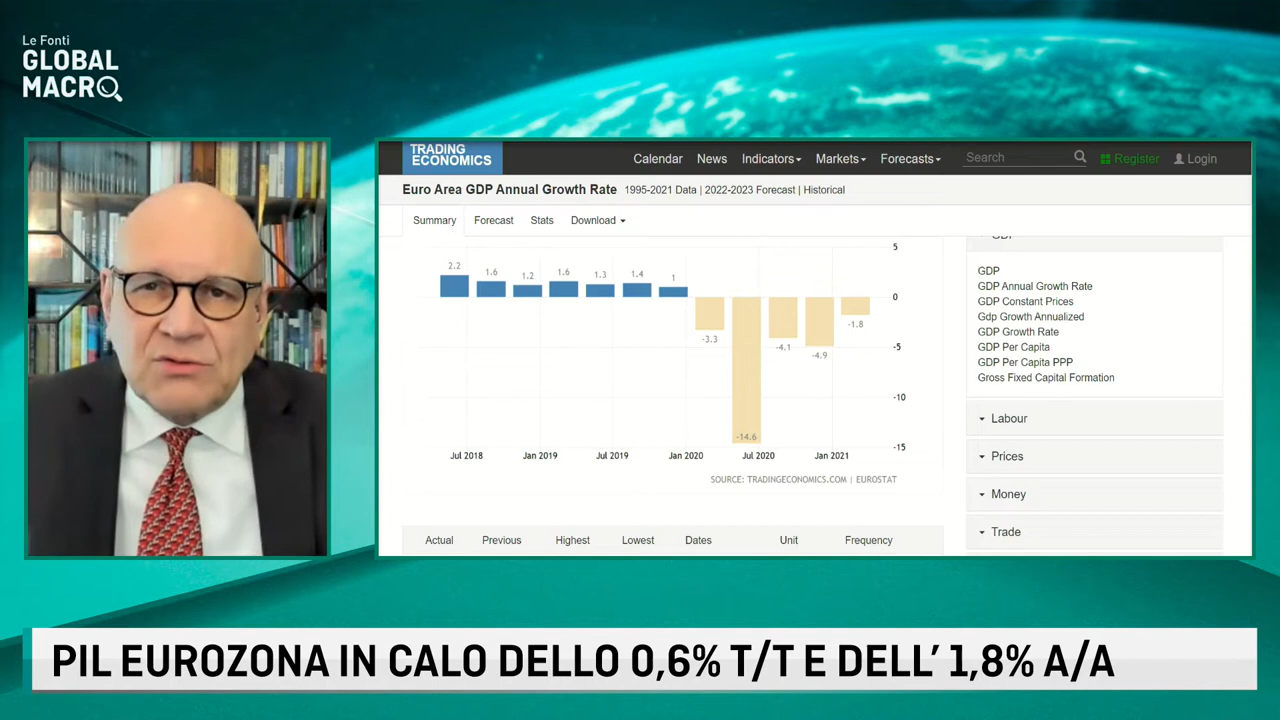 Le Fonti
GLOBAL
MACRO
TRADING
ECONOMICS
Calendar News Indicators Markets Forecasts Search Register Login
Euro Area GDP Annual Growth Rate 1995-2021 Data | 2022-2023 Forecast | Historical
Summary Forecast Stats Download
5
2.2 1.6 1.2 1.6 1.3 1.4 1
0
-3.3 -14.6 -4.1 -4.9 -1.8
-5
-10
-15
Jul 2018 Jan 2019 Jul 2019 Jan 2020 Jul 2020 Jan 2021
SOURCE: TRADINGECONOMICS.COM | EUROSTAT
Actual Previous Highest Lowest Dates Unit Frequency
GDP
GDP
GDP Annual Growth Rate
GDP Constant Prices
Gdp Growth Annualized
GDP Growth Rate
GDP Per Capita
GDP Per Capita PPP
Gross Fixed Capital Formation
Labour
Prices
Money
Trade
PIL EUROZONA IN CALO DELLO 0,6% T/T E DELL' 1,8% A/A